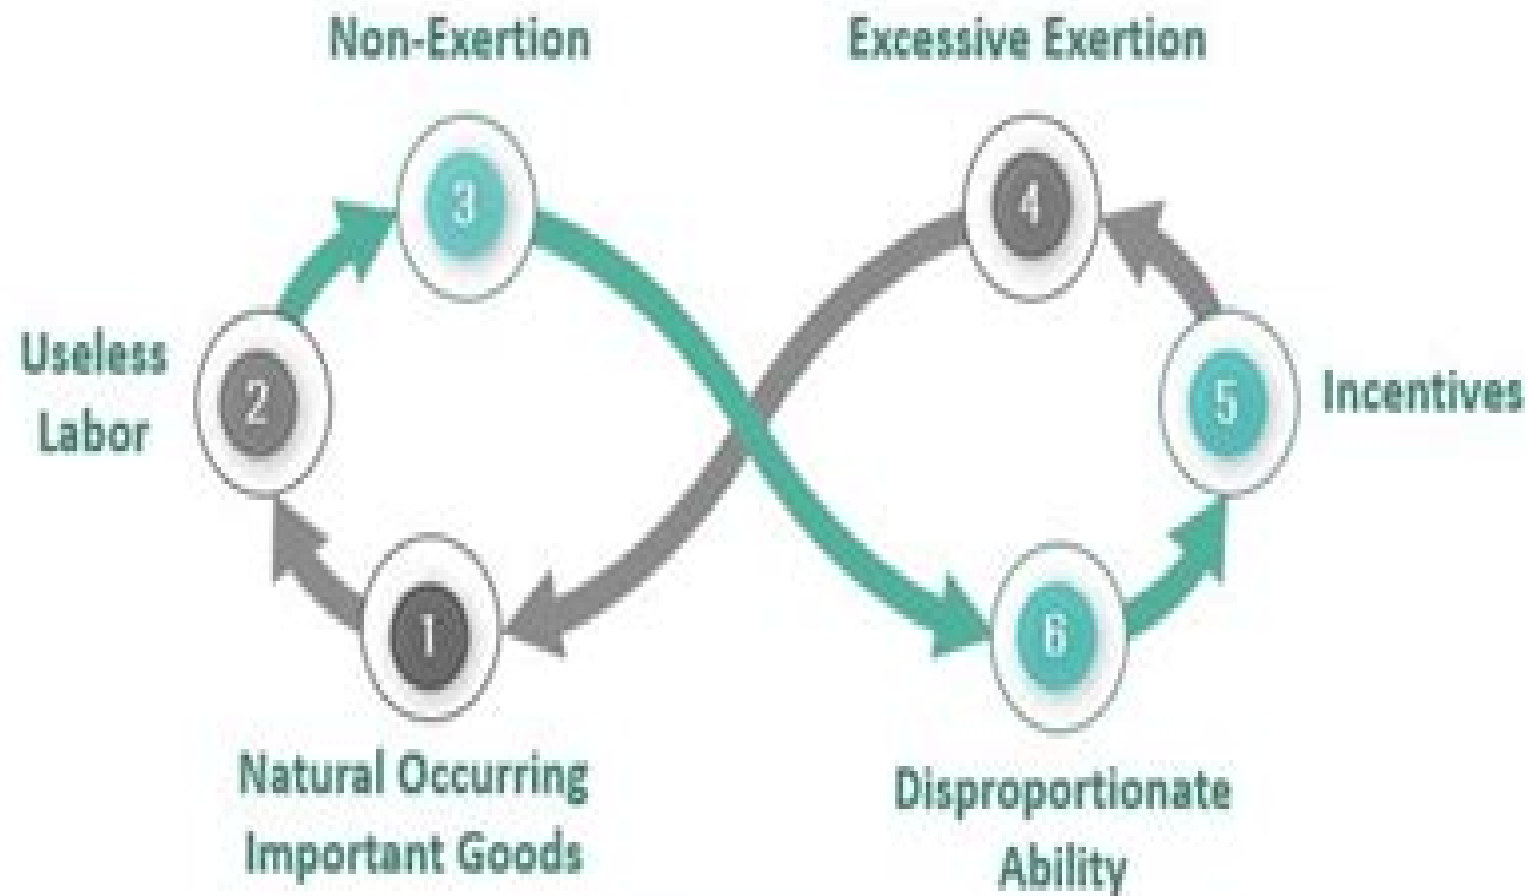 Non-Exertion
Excessive Exertion
3
4
Useless
Labor
2
5
Incentives
1
6
Natural Occurring
Important Goods
Disproportionate
Ability